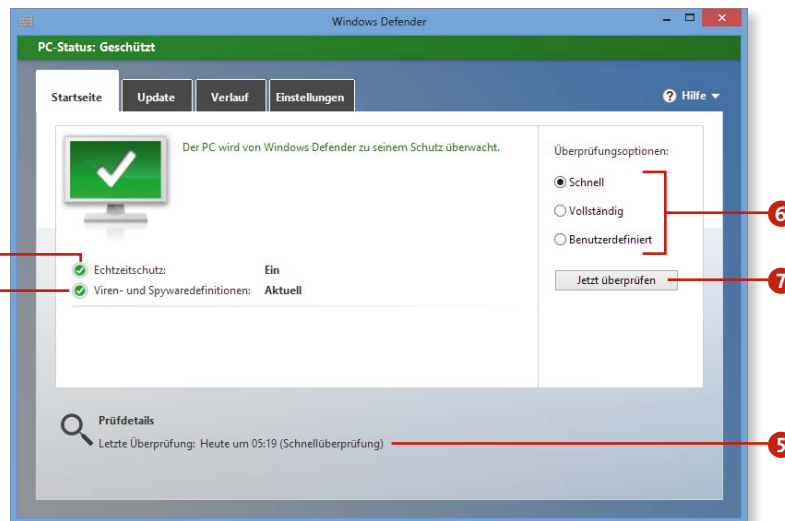 Windows Defender
PC-Status: Geschützt
Startseite
Update
Verlauf
Einstellungen
Hilfe
Der PC wird von Windows Defender zu seinem Schutz überwacht.
Echtzeitschutz: Ein
Viren- und Spywaredefinitionen: Aktuell
Überprüfungsoptionen:
Schnell
Vollständig
Benutzerdefiniert
6
Jetzt überprüfen
7
Prüfdetails
Letzte Überprüfung: Heute um 05:19 (Schnellüberprüfung)
5